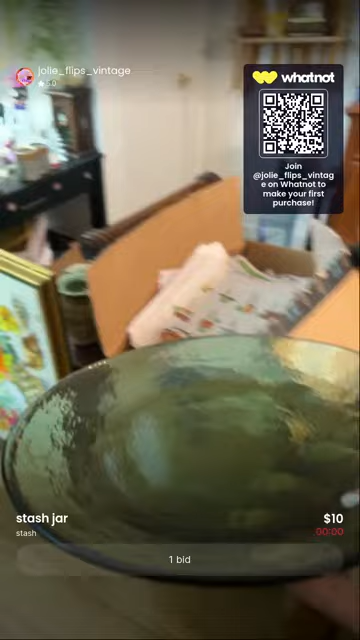 jolie_flips_vintage
whatnot
Join
@jolie_flips_vintag
e on Whatnot to
make your first
purchase!
stash jar
$10
stash
00:00
1 bid